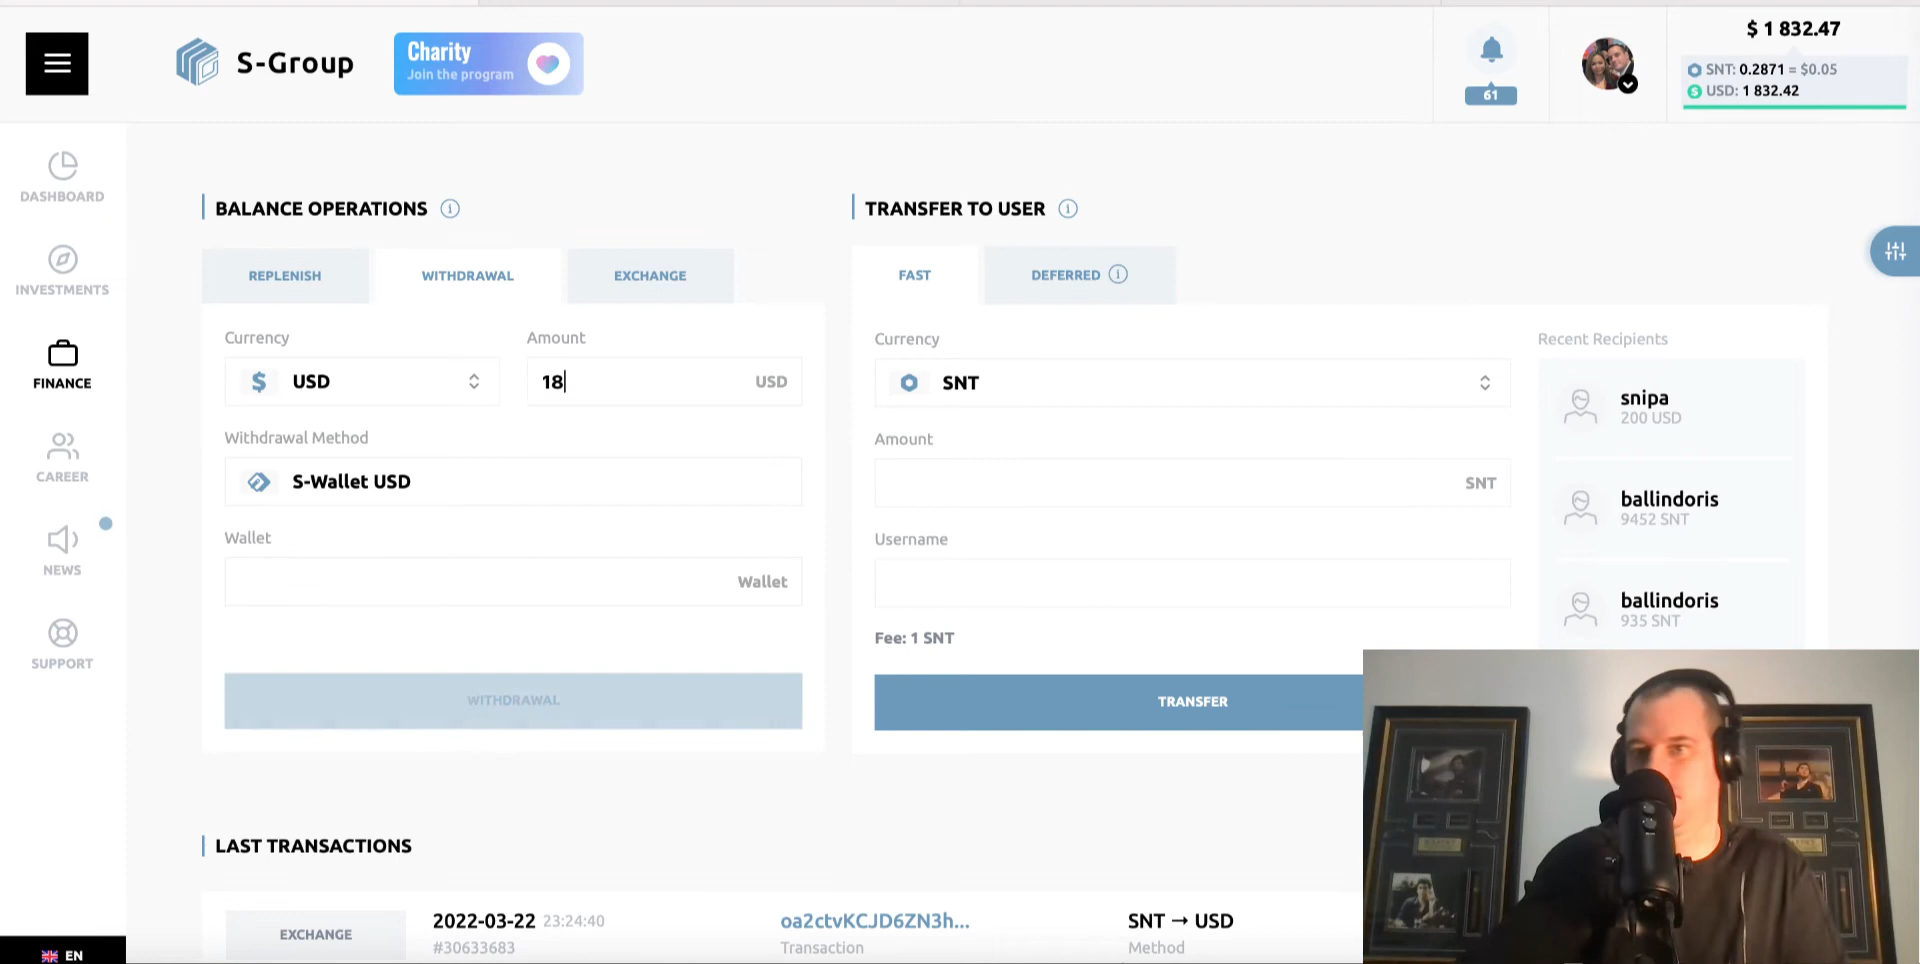 S-Group
Charity
Join the program
61
$ 1 832.47
SNT: 0.2871 = $0.05
USD: 1 832.42
DASHBOARD
INVESTMENTS
FINANCE
CAREER
NEWS
SUPPORT
EN
BALANCE OPERATIONS
REPLENISH
WITHDRAWAL
EXCHANGE
Currency
Amount
$ USD
18 USD
Withdrawal Method
S-Wallet USD
Wallet
Wallet
WITHDRAWAL
TRANSFER TO USER
FAST
DEFERRED
Currency
SNT
Amount
SNT
Username
Fee: 1 SNT
TRANSFER
Recent Recipients
snipa
200 USD
ballindoris
9452 SNT
ballindoris
935 SNT
LAST TRANSACTIONS
EXCHANGE
2022-03-22 23:24:40
#30633683
oa2ctvKCJD6ZN3h...
Transaction
SNT → USD
Method